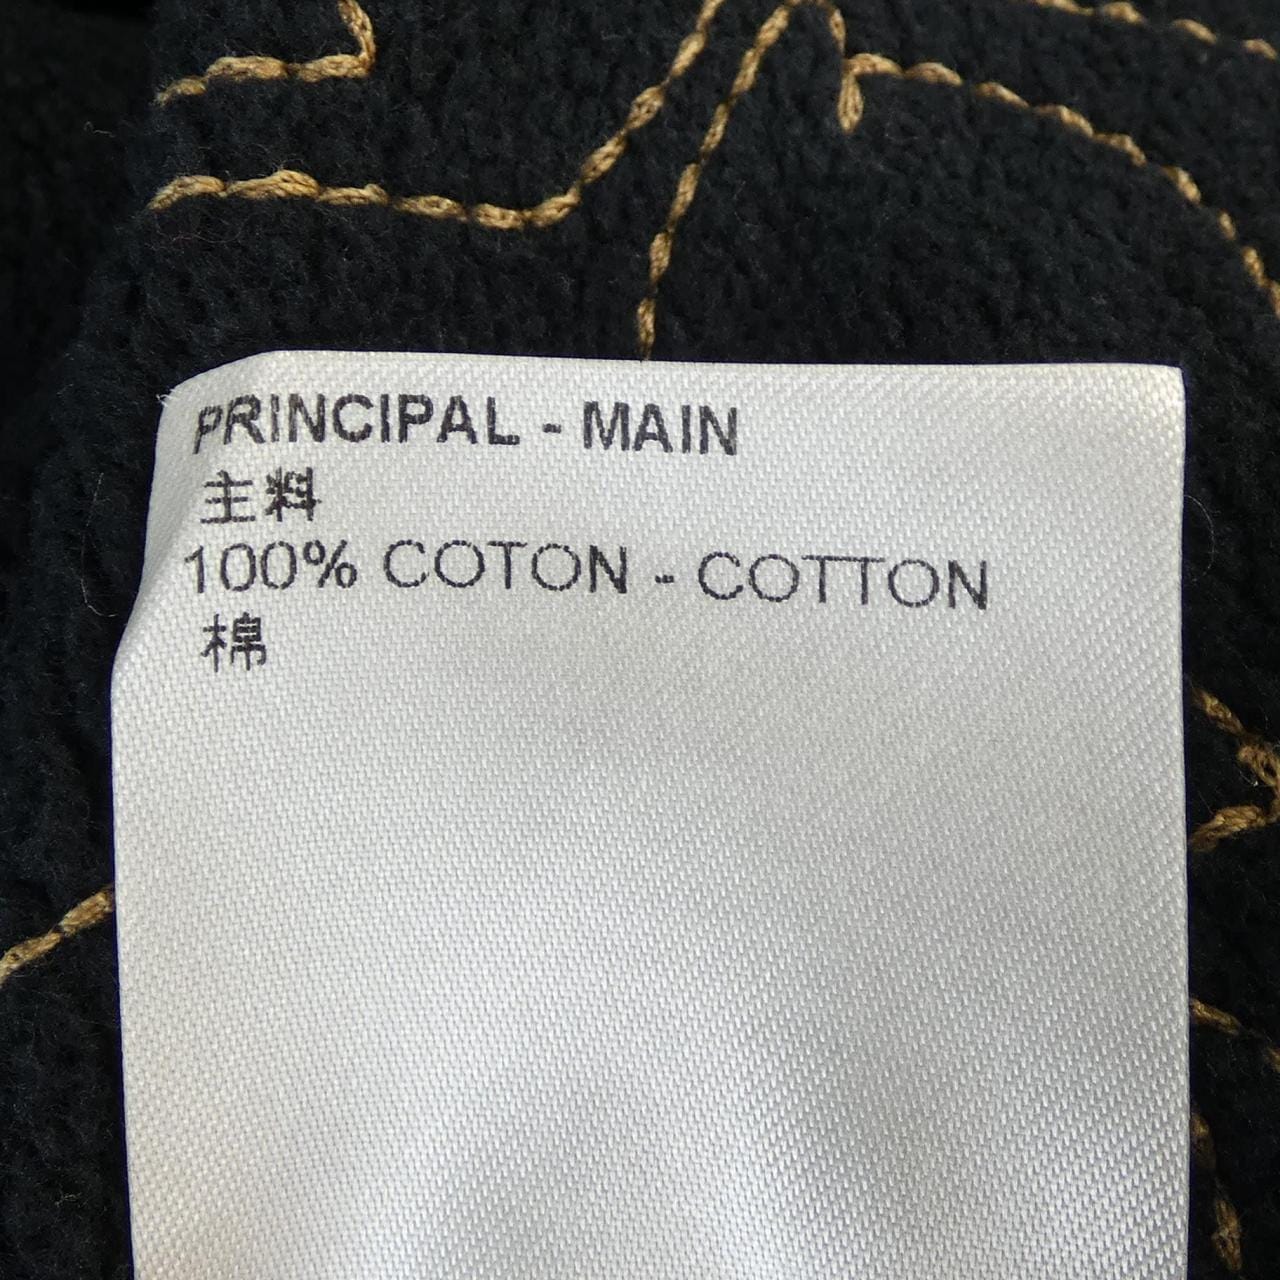 PRINCIPAL - MAIN
主料
100% COTON - COTTON
棉